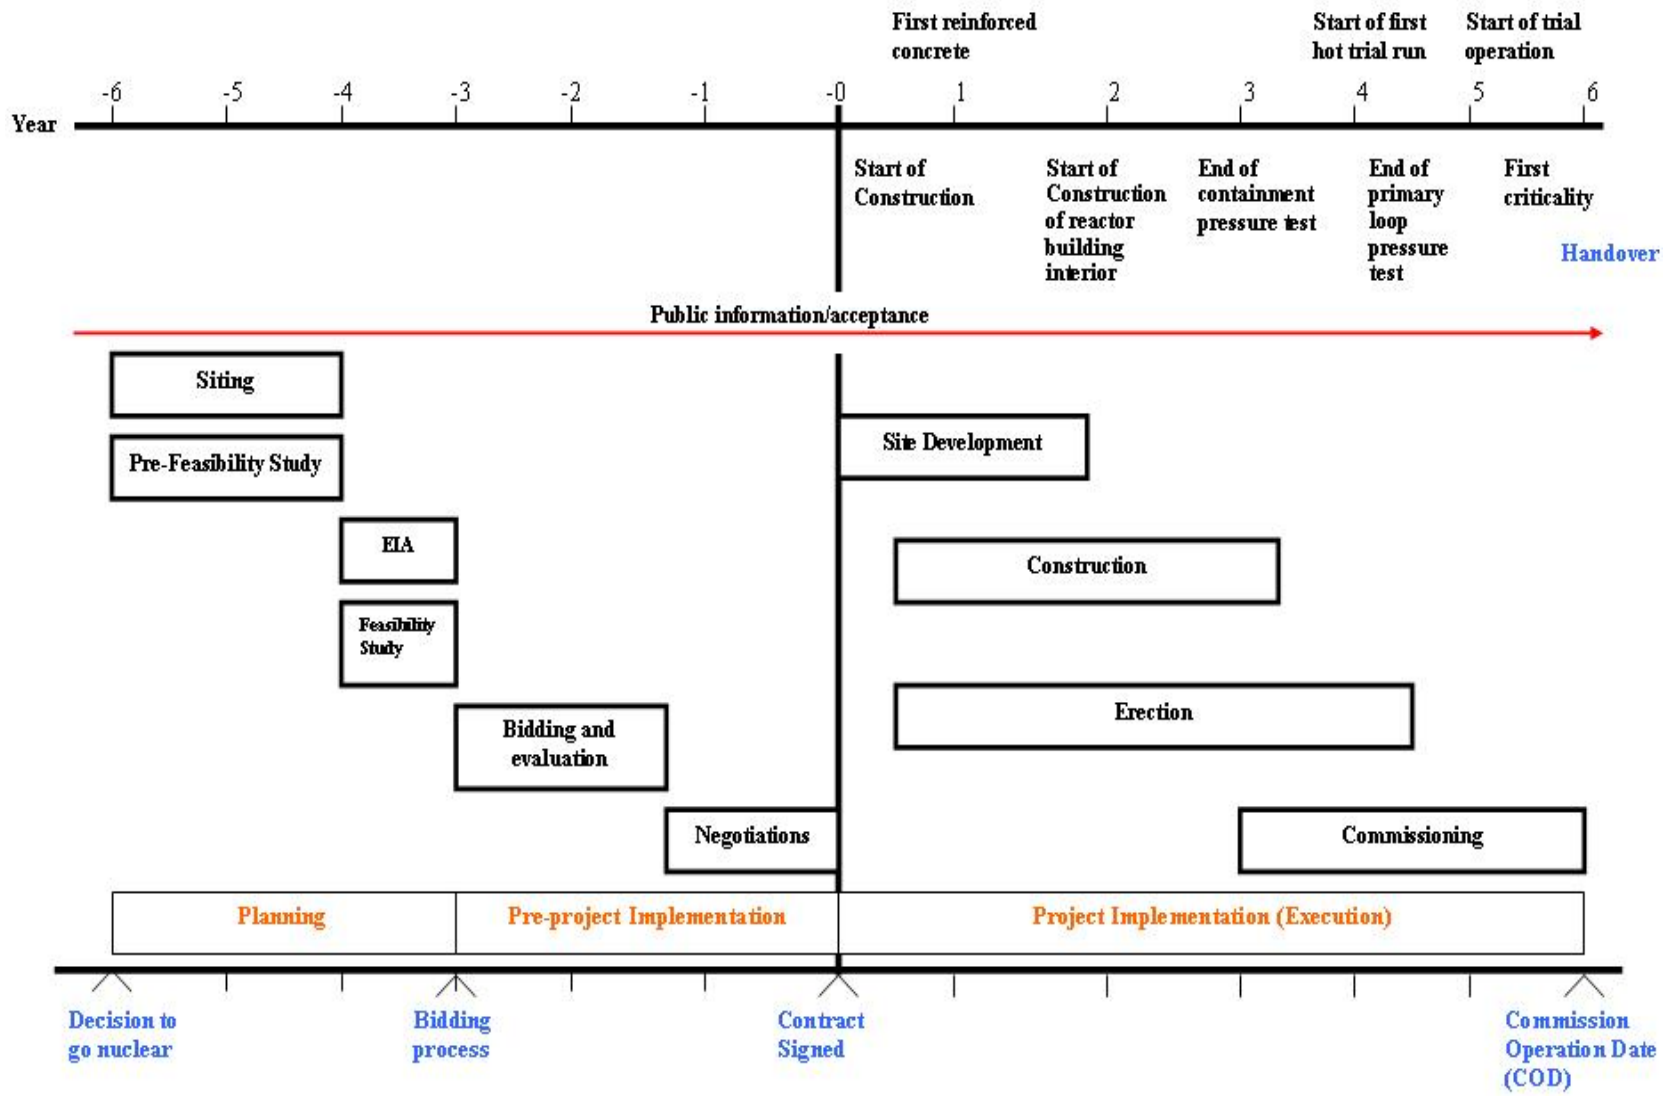 First reinforced
concrete
Start of first
hot trial run
Start of trial
operation
-6 -5 -4 -3 -2 -1 -0 1 2 3 4 5 6
Year
Start of
Construction
Start of
Construction
of reactor
building
interior
End of
containment
pressure test
End of
primary
loop
pressure
test
First
criticality
Handover
Public information/acceptance
Siting
Pre-Feasibility Study
Site Development
EIA
Construction
Feasibility
Study
Erection
Bidding and
evaluation
Negotiations
Commissioning
Planning
Pre-project Implementation
Project Implementation (Execution)
Decision to
go nuclear
Bidding
process
Contract
Signed
Commission
Operation Date
(COD)